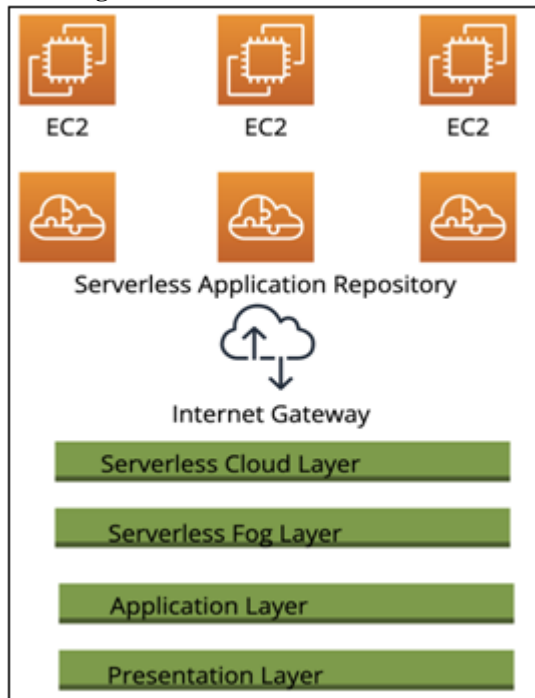 EC2 EC2 EC2
Serverless Application Repository
Internet Gateway
Serverless Cloud Layer
Serverless Fog Layer
Application Layer
Presentation Layer